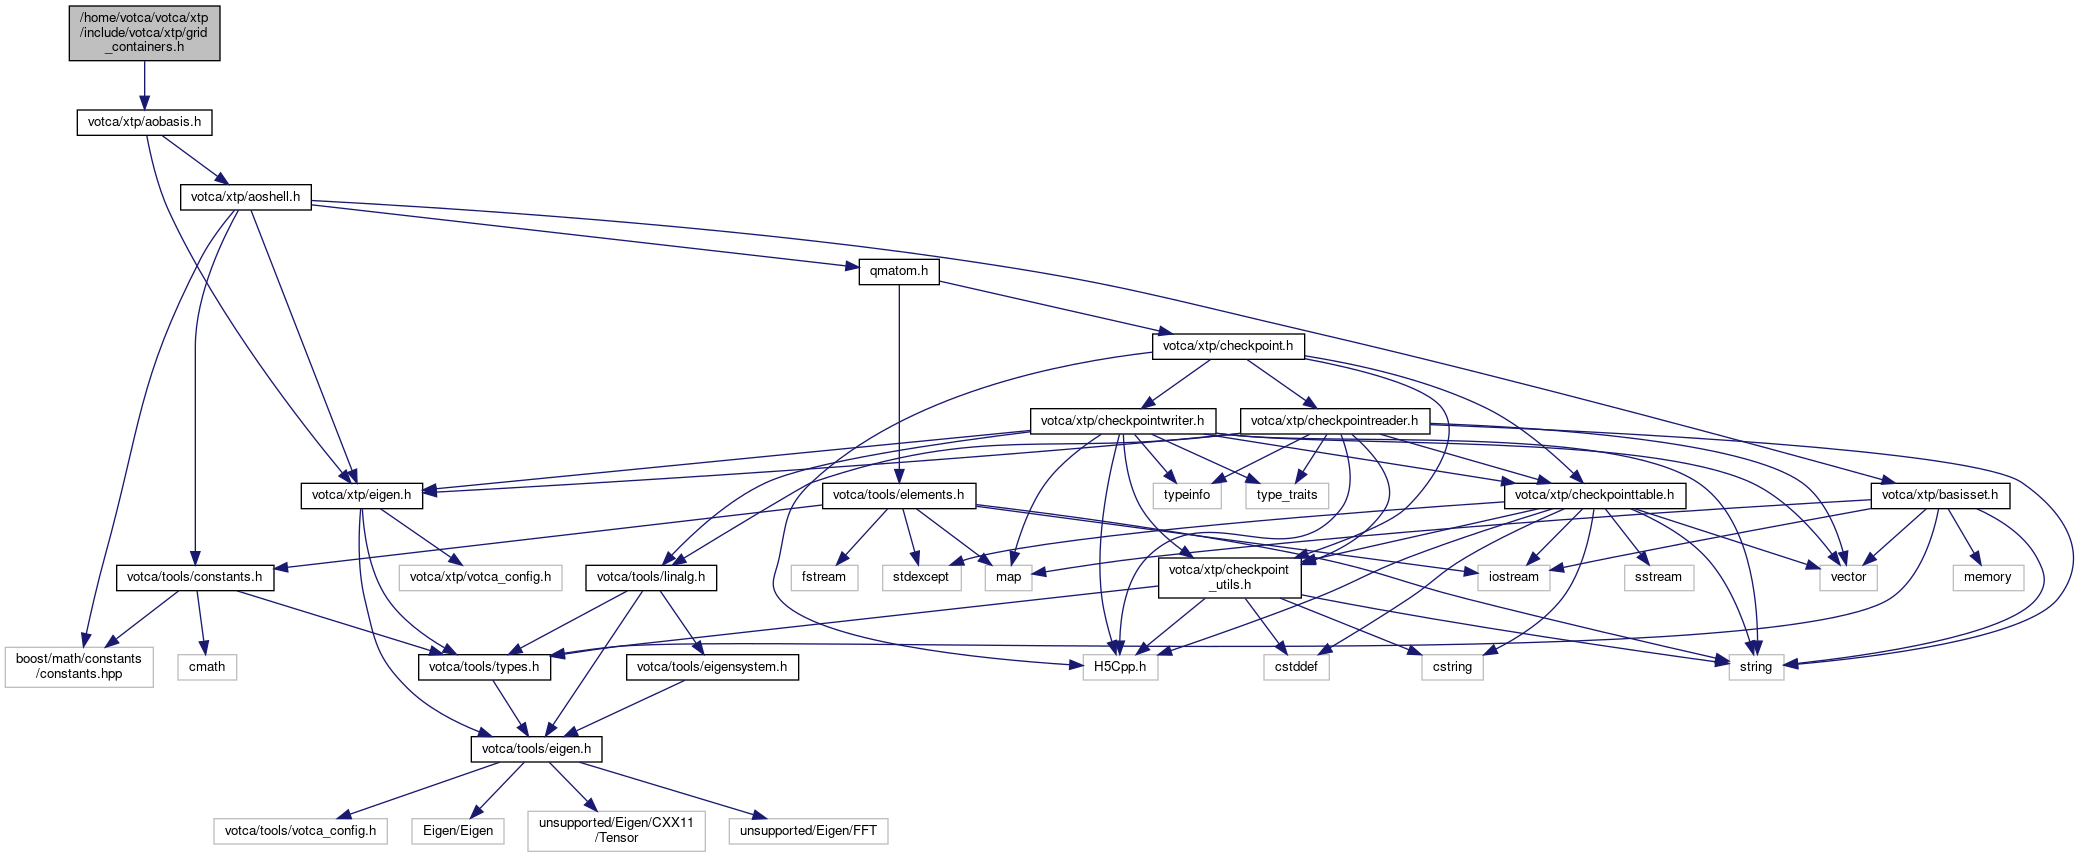 /home/votca/votca/xtp
/include/votca/xtp/grid
_containers.h
votca/xtp/aobasis.h
votca/xtp/aoshell.h
qmatom.h
votca/xtp/checkpoint.h
votca/xtp/checkpointwriter.h
votca/xtp/checkpointreader.h
votca/xtp/eigen.h
votca/tools/elements.h
typeinfo
type_traits
votca/xtp/checkpointtable.h
votca/xtp/basisset.h
votca/tools/constants.h
votca/xtp/votca_config.h
votca/tools/linalg.h
fstream
stdexcept
map
votca/xtp/checkpoint
_utils.h
iostream
sstream
vector
memory
boost/math/constants
/constants.hpp
cmath
votca/tools/types.h
votca/tools/eigensystem.h
H5Cpp.h
cstddef
cstring
string
votca/tools/eigen.h
votca/tools/votca_config.h
Eigen/Eigen
unsupported/Eigen/CXX11
/Tensor
unsupported/Eigen/FFT